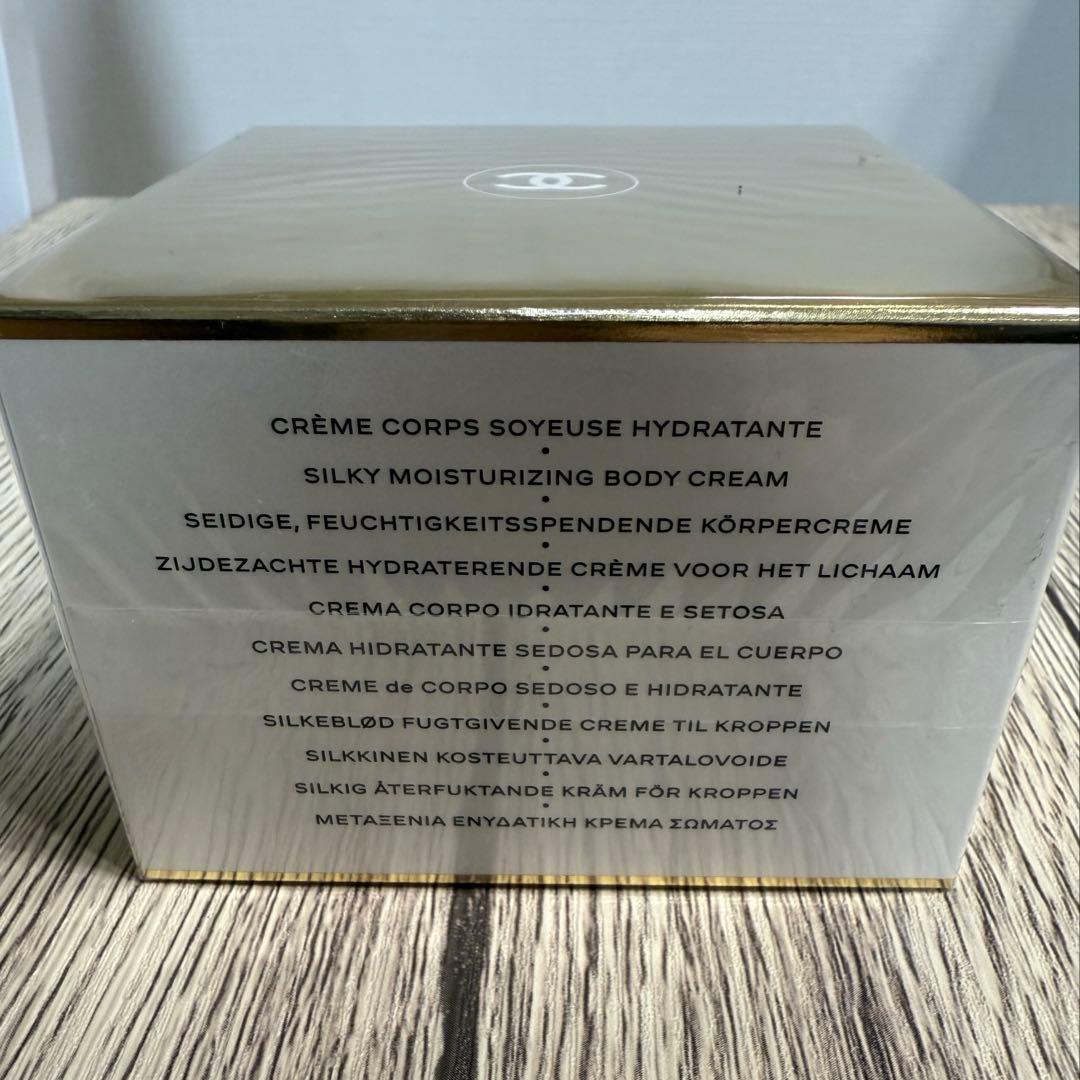 CRÈME CORPS SOYEUSE HYDRATANTE
SILKY MOISTURIZING BODY CREAM
SEIDIGE, FEUCHTIGKEITSSPENDENDE KÖRPERCREME
ZIJDEZACHTE HYDRATERENDE CRÈME VOOR HET LICHAAM
CREMA CORPO IDRATANTE E SETOSA
CREMA HIDRATANTE SEDOSA PARA EL CUERPO
CREME de CORPO SEDOSO E HIDRATANTE
SILKEBLØD FUGTGIVENDE CREME TIL KROPPEN
SILKKINEN KOSTEUTTAVA VARTALOVOIDE
SILKIG ÅTERFUKTANDE KRÄM FÖR KROPPEN
ΜΕΤΑΞΕΝΙΑ ΕΝΥΔΑΤΙΚΗ ΚΡΕΜΑ ΣΩΜΑΤΟΣ